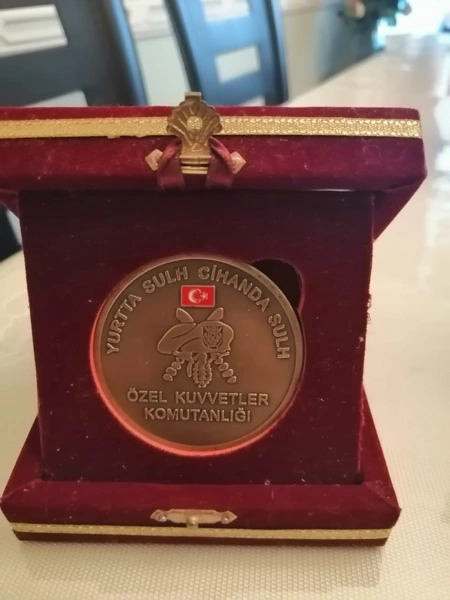 YURTTA SULH CİHANDA SULH
ÖZEL KUVVETLER
KOMUTANLIĞI